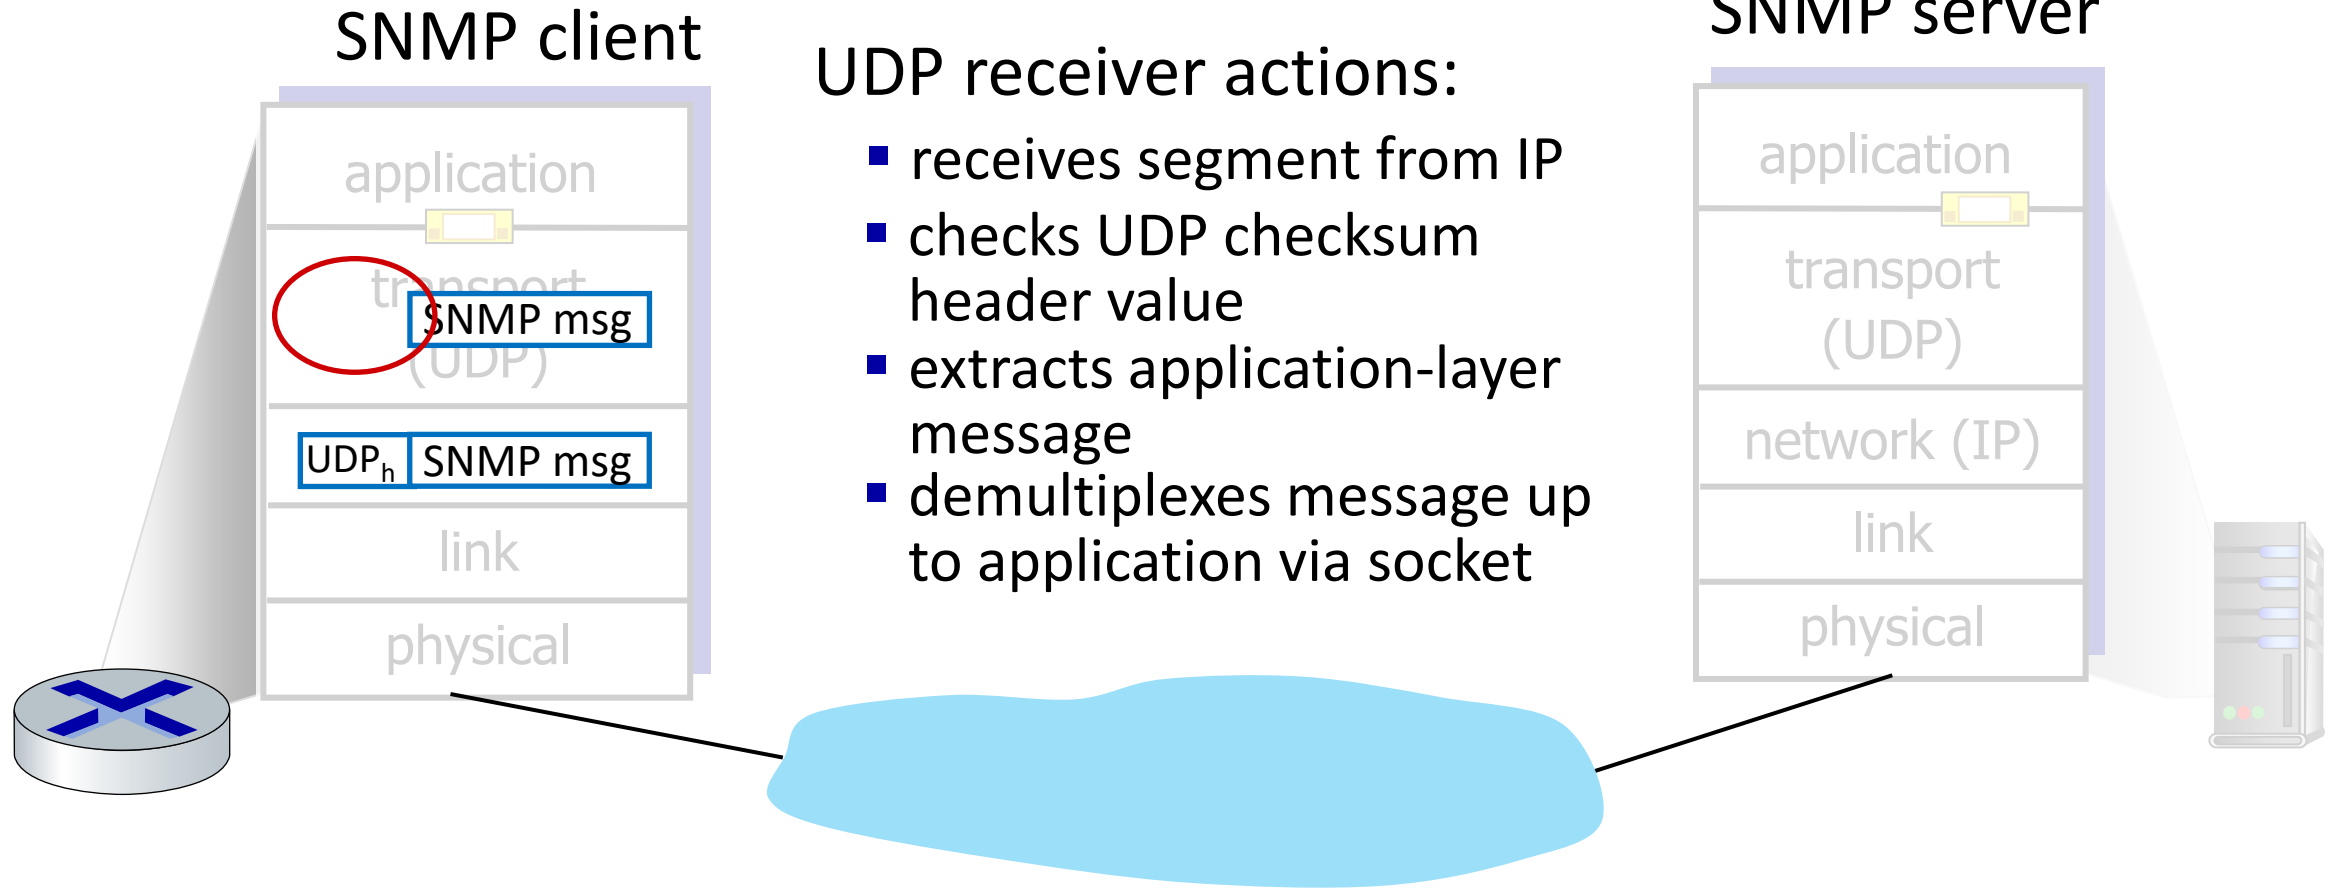 SNMP client
application
transport
SNMP msg
(UDP)
UDPh SNMP msg
link
physical
UDP receiver actions:
receives segment from IP
checks UDP checksum
header value
extracts application-layer
message
demultiplexes message up
to application via socket
SNMP server
application
transport
(UDP)
network (IP)
link
physical